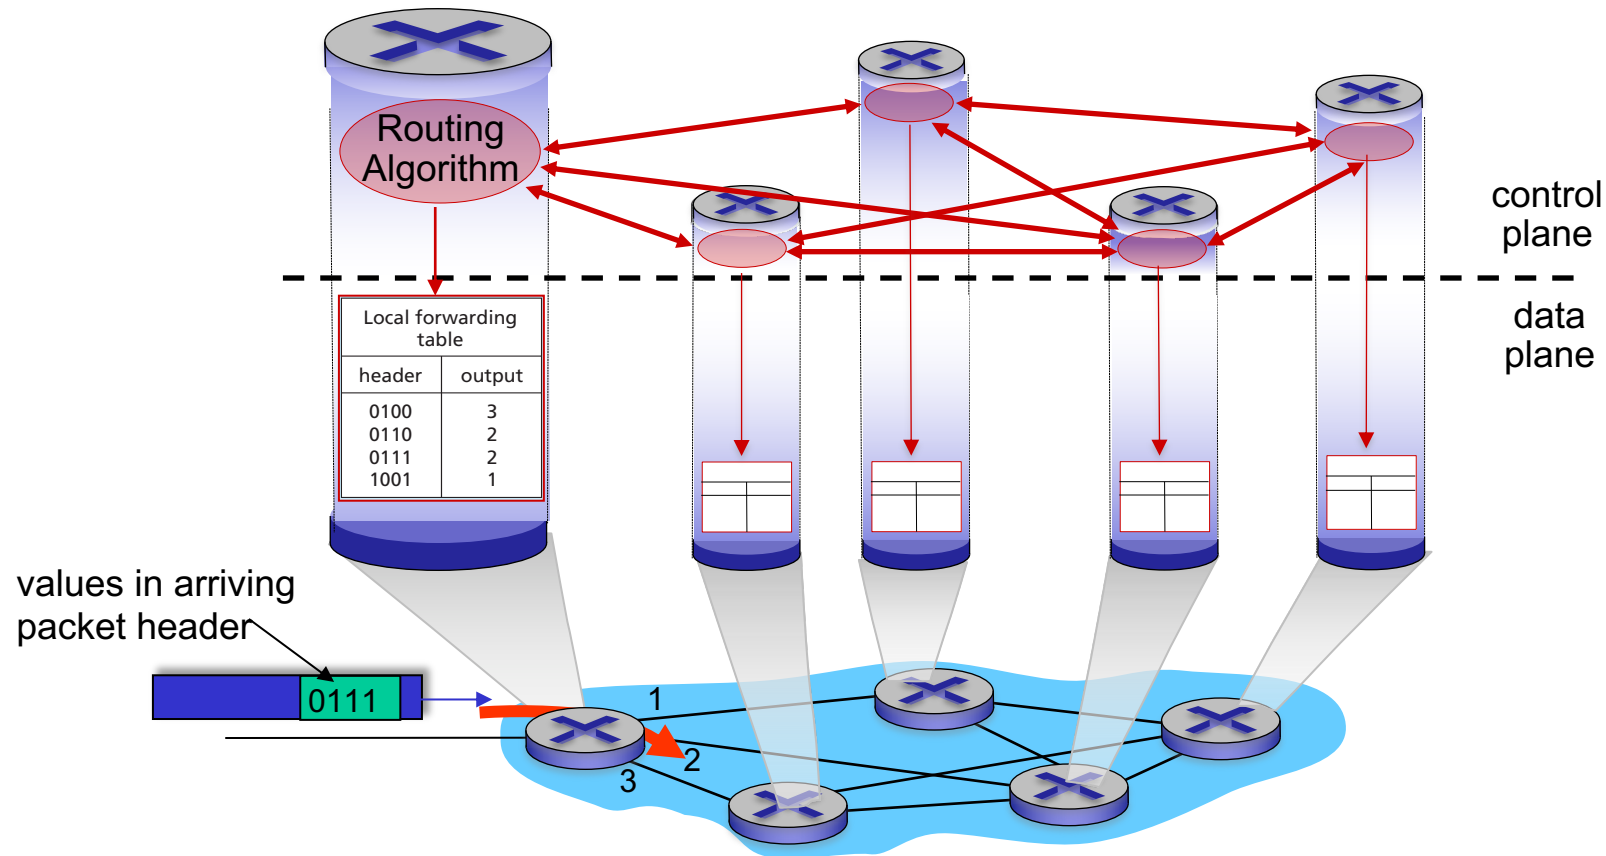 Routing
Algorithm
control
plane
data
plane
Local forwarding
table
header output
0100 3
0110 2
0111 2
1001 1
values in arriving
packet header
0111
1
2
3